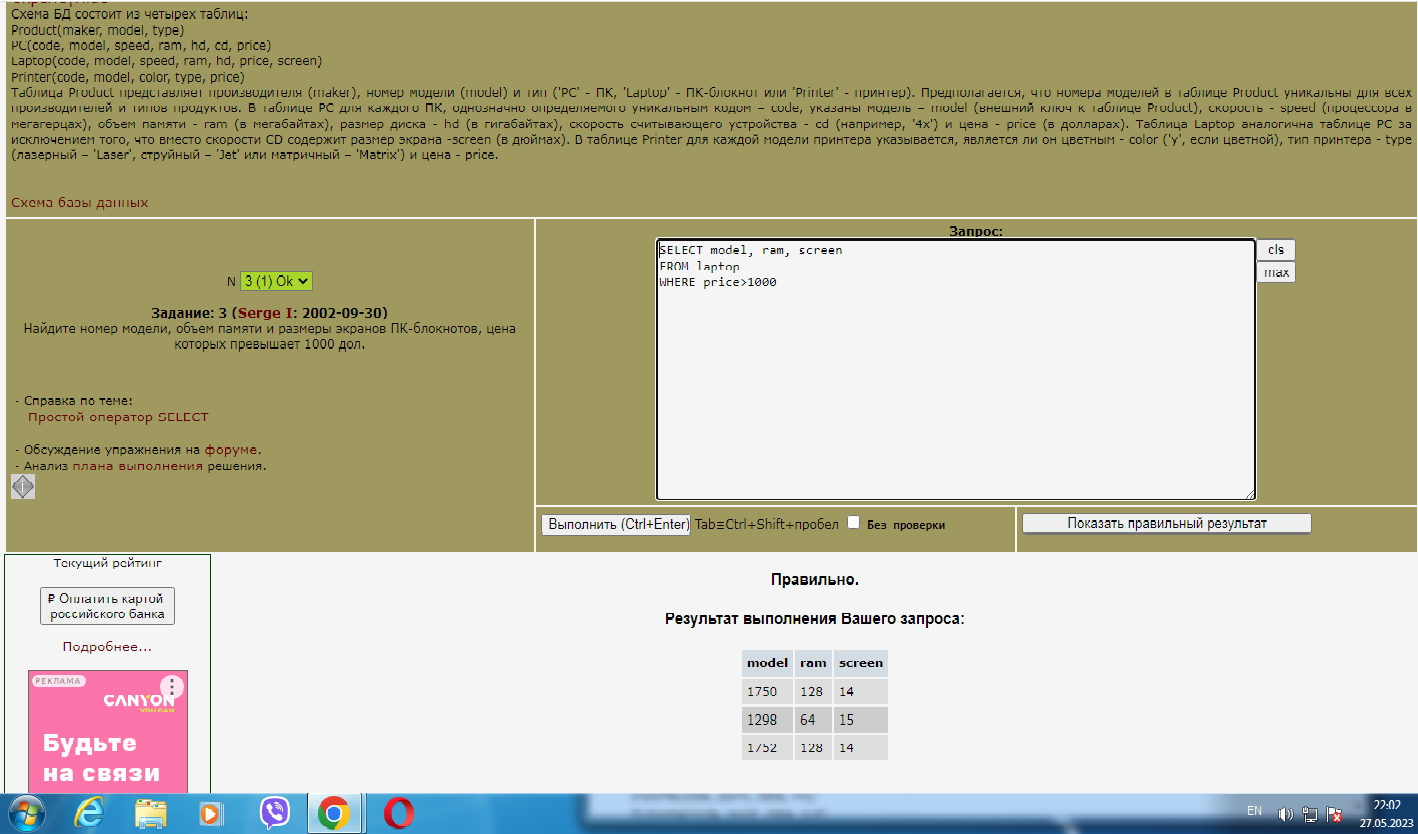 Схема БД состоит из четырех таблиц:
Product(maker, model, type)
PC(code, model, speed, ram, hd, cd, price)
Laptop(code, model, speed, ram, hd, price, screen)
Printer(code, model, color, type, price)
Таблица Product представляет производителя (maker), номер модели (model) и тип ('PC' - ПК, 'Laptop' - ПК-блокнот или 'Printer' - принтер). Предполагается, что номера моделей в таблице Product уникальны для всех
производителей и типов продуктов. В таблице PC для каждого ПК, однозначно определяемого уникальным кодом – code, указаны модель – model (внешний ключ к таблице Product), скорость - speed (процессора в
мегагерцах), объем памяти - ram (в мегабайтах), размер диска - hd (в гигабайтах), скорость считывающего устройства - cd (например, '4x') и цена - price (в долларах). Таблица Laptop аналогична таблице PC за
исключением того, что вместо скорости CD содержит размер экрана -screen (в дюймах). В таблице Printer для каждой модели принтера указывается, является ли он цветным - color ('y', если цветной), тип принтера - type
(лазерный – 'Laser', струйный – 'Jet' или матричный – 'Matrix') и цена - price.
Схема базы данных
Запрос:
SELECT model, ram, screen
FROM laptop
WHERE price>1000
cls
max
N 3 (1) Ok
Задание: 3 (Serge I: 2002-09-30)
Найдите номер модели, объем памяти и размеры экранов ПК-блокнотов, цена
которых превышает 1000 дол.
- Справка по теме:
Простой оператор SELECT
- Обсуждение упражнения на форуме.
- Анализ плана выполнения решения.
Выполнить (Ctrl+Enter) Tab≡Ctrl+Shift+пробел Без проверки
Показать правильный результат
Текущий рейтинг
₽ Оплатить картой
российского банка
Подробнее...
РЕКЛАМА
CANYON
YOU CAN
Будьте
на связи
Правильно.
Результат выполнения Вашего запроса:
model ram screen
1750 128 14
1298 64 15
1752 128 14
EN
22:02
27.05.2023